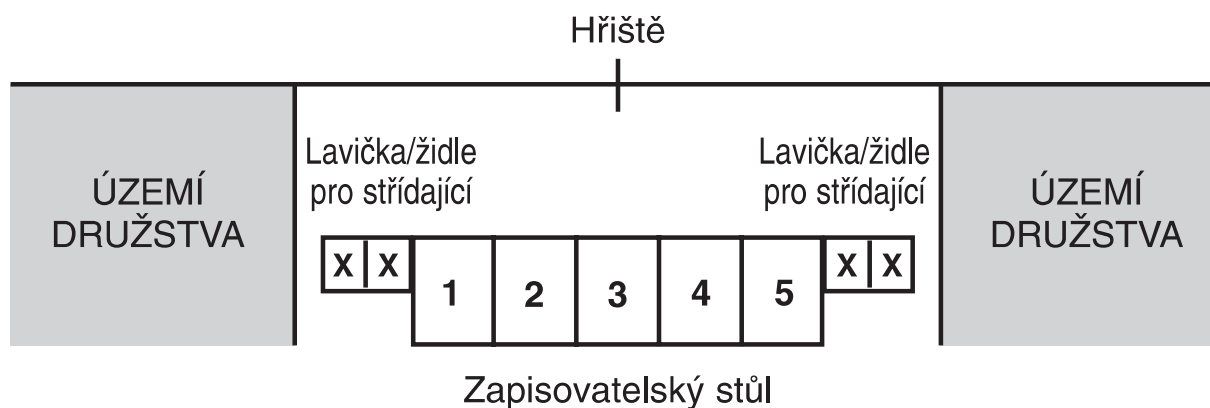 Hřiště
Lavička/židle
pro střídající
Lavička/židle
pro střídající
ÚZEMÍ
DRUŽSTVA
ÚZEMÍ
DRUŽSTVA
X X 1 2 3 4 5 X X
Zapisovatelský stůl